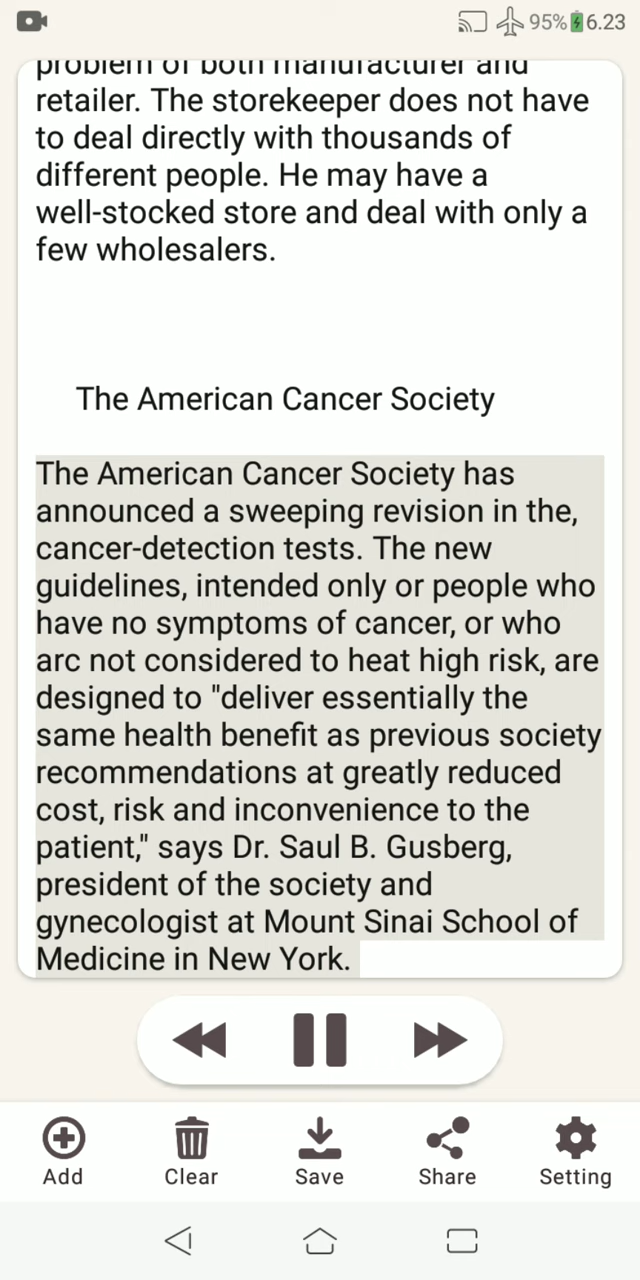 95% 6.23
problem of both manufacturer and
retailer. The storekeeper does not have
to deal directly with thousands of
different people. He may have a
well-stocked store and deal with only a
few wholesalers.
The American Cancer Society
The American Cancer Society has
announced a sweeping revision in the,
cancer-detection tests. The new
guidelines, intended only or people who
have no symptoms of cancer, or who
arc not considered to heat high risk, are
designed to "deliver essentially the
same health benefit as previous society
recommendations at greatly reduced
cost, risk and inconvenience to the
patient," says Dr. Saul B. Gusberg,
president of the society and
gynecologist at Mount Sinai School of
Medicine in New York.
Add Clear Save Share Setting